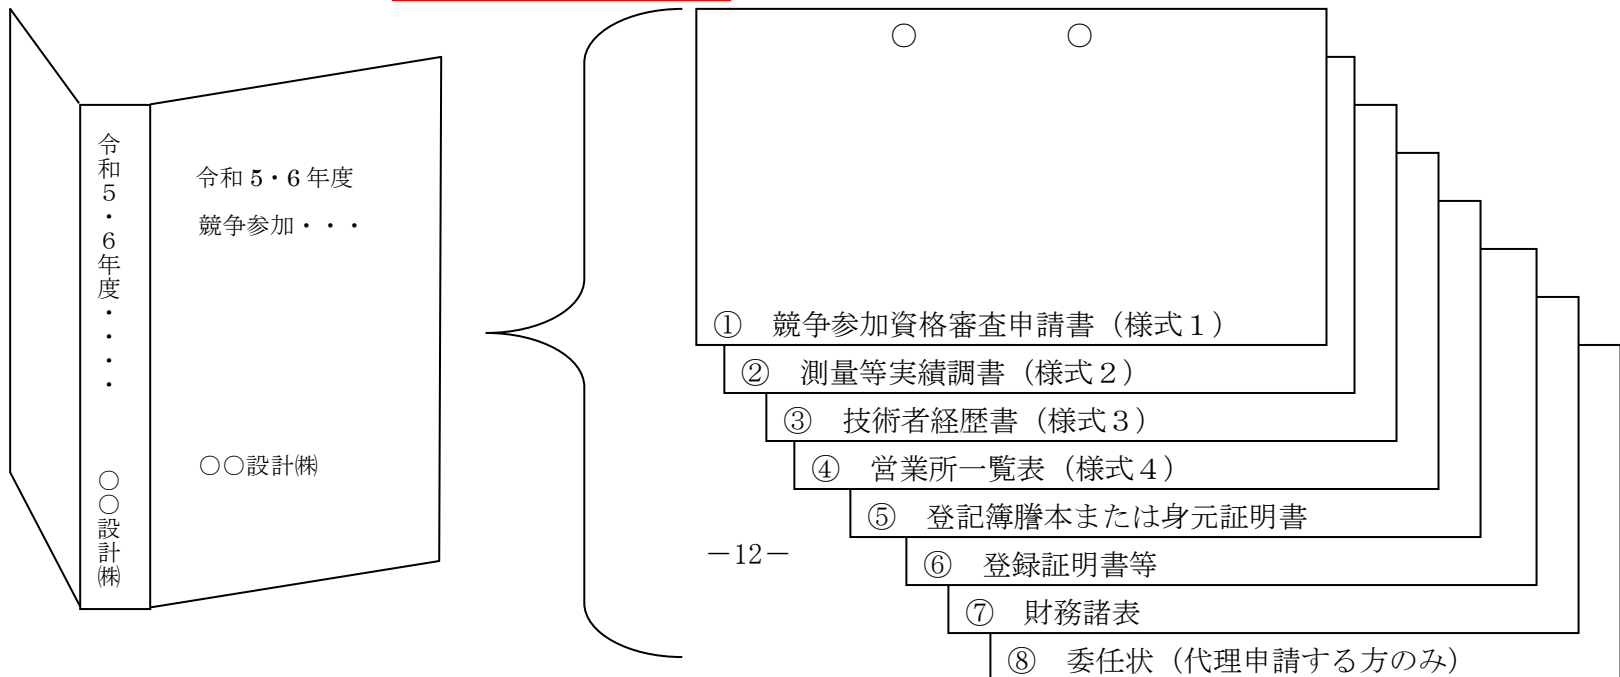 令和５・６年度・・・・　○○設計㈱
令和 5・6 年度
競争参加・・・
○○設計㈱
①　競争参加資格審査申請書（様式１）
②　測量等実績調書（様式２）
③　技術者経歴書（様式３）
④　営業所一覧表（様式４）
⑤　登記簿謄本または身元証明書
⑥　登録証明書等
⑦　財務諸表
⑧　委任状（代理申請する方のみ）
－12－